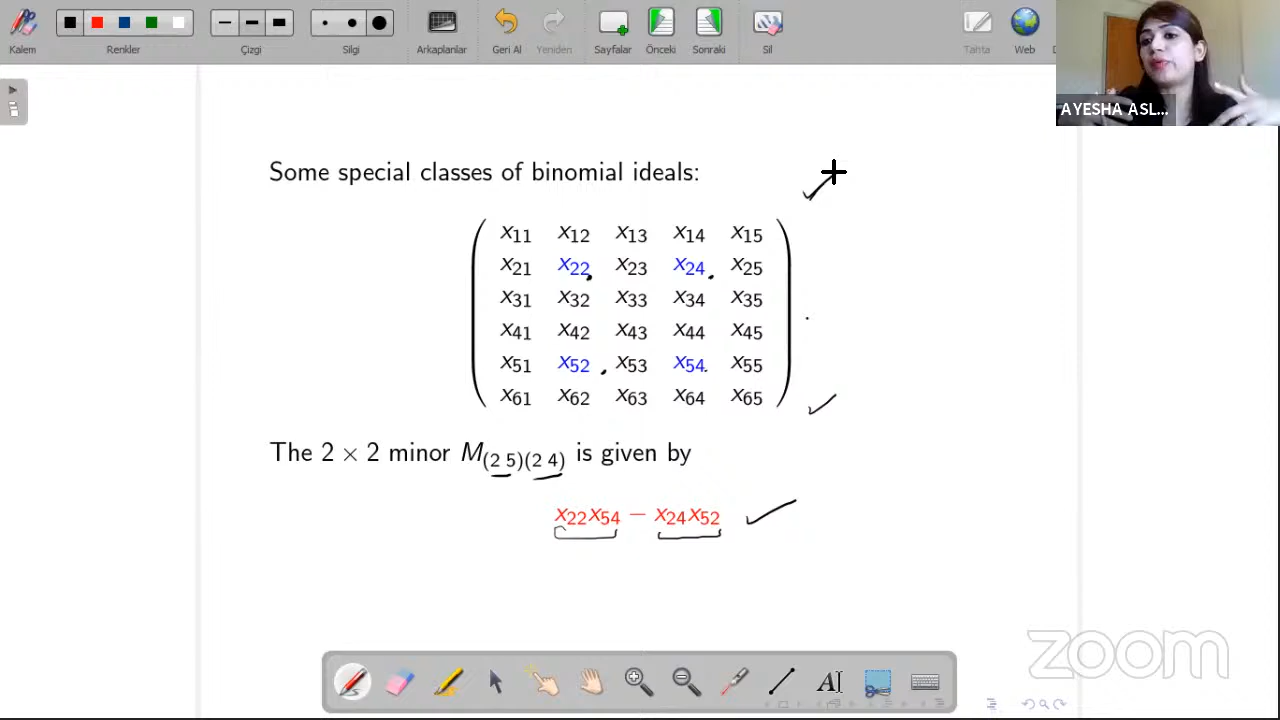 Kalem Renkler Çizgi Silgi Arkaplanlar Geri Al Yeniden Sayfalar Önceki Sonraki Sil Tahta Web
AYESHA ASL...
Some special classes of binomial ideals:
x11 x12 x13 x14 x15
x21 x22 x23 x24 x25
x31 x32 x33 x34 x35
x41 x42 x43 x44 x45
x51 x52 x53 x54 x55
x61 x62 x63 x64 x65
The 2 × 2 minor M(2 5)(2 4) is given by
x22x54 − x24x52
zoom